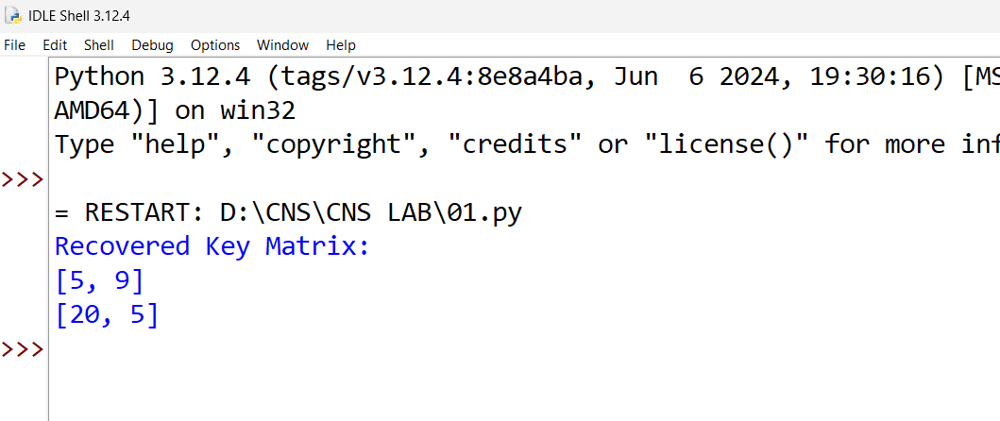 IDLE Shell 3.12.4
File Edit Shell Debug Options Window Help
Python 3.12.4 (tags/v3.12.4:8e8a4ba, Jun  6 2024, 19:30:16) [MS
AMD64)] on win32
Type "help", "copyright", "credits" or "license()" for more inf
>>>
= RESTART: D:\CNS\CNS LAB\01.py
Recovered Key Matrix:
[5, 9]
[20, 5]
>>>